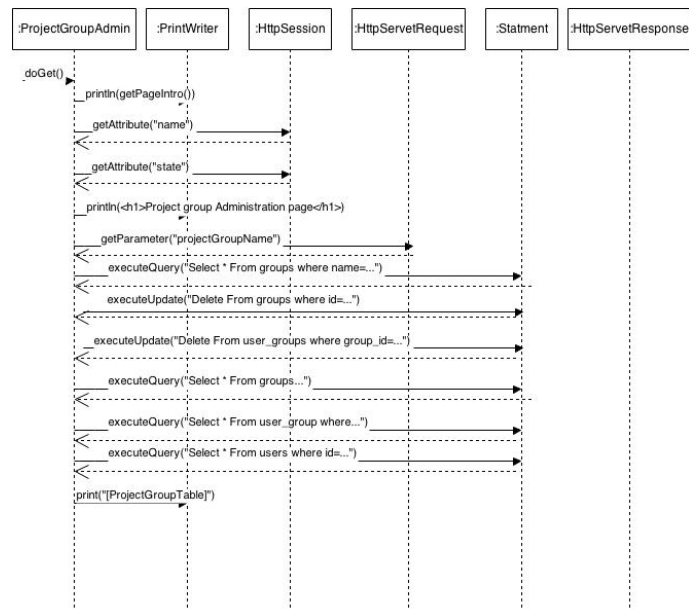 :ProjectGroupAdmin :PrintWriter :HttpSession :HttpServetRequest :Statment :HttpServetResponse
doGet()
println(getPageIntro())
getAttribute("name")
getAttribute("state")
println(<h1>Project group Administration page</h1>)
getParameter("projectGroupName")
executeQuery("Select * From groups where name=...")
executeUpdate("Delete From groups where id=...")
executeUpdate("Delete From user_groups where group_id=...")
executeQuery("Select * From groups...")
executeQuery("Select * From user_group where...")
executeQuery("Select * From users where id=...")
print("[ProjectGroupTable]")